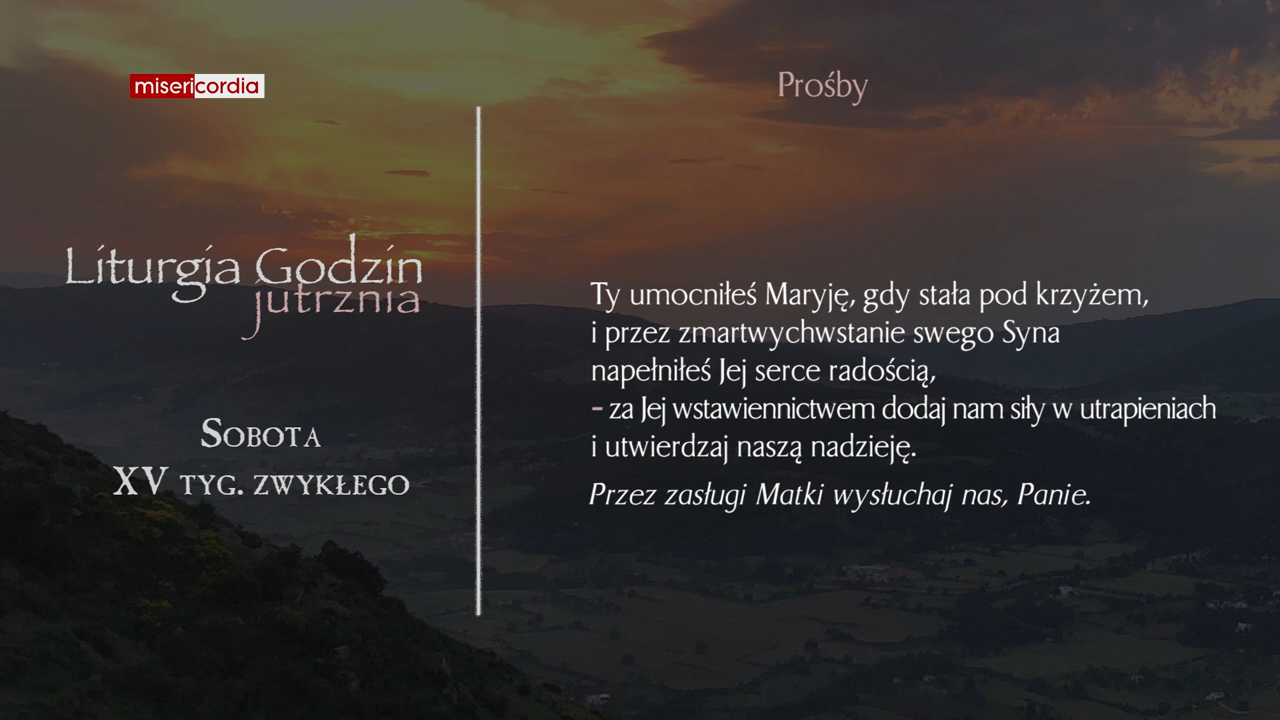 misericordia
Liturgia Godzin
jutrznia
Sobota
XV tyg. zwykłego
Prośby
Ty umocniłeś Maryję, gdy stała pod krzyżem,
i przez zmartwychwstanie swego Syna
napełniłeś Jej serce radością,
- za Jej wstawiennictwem dodaj nam siły w utrapieniach
i utwierdzaj naszą nadzieję.
Przez zasługi Matki wysłuchaj nas, Panie.